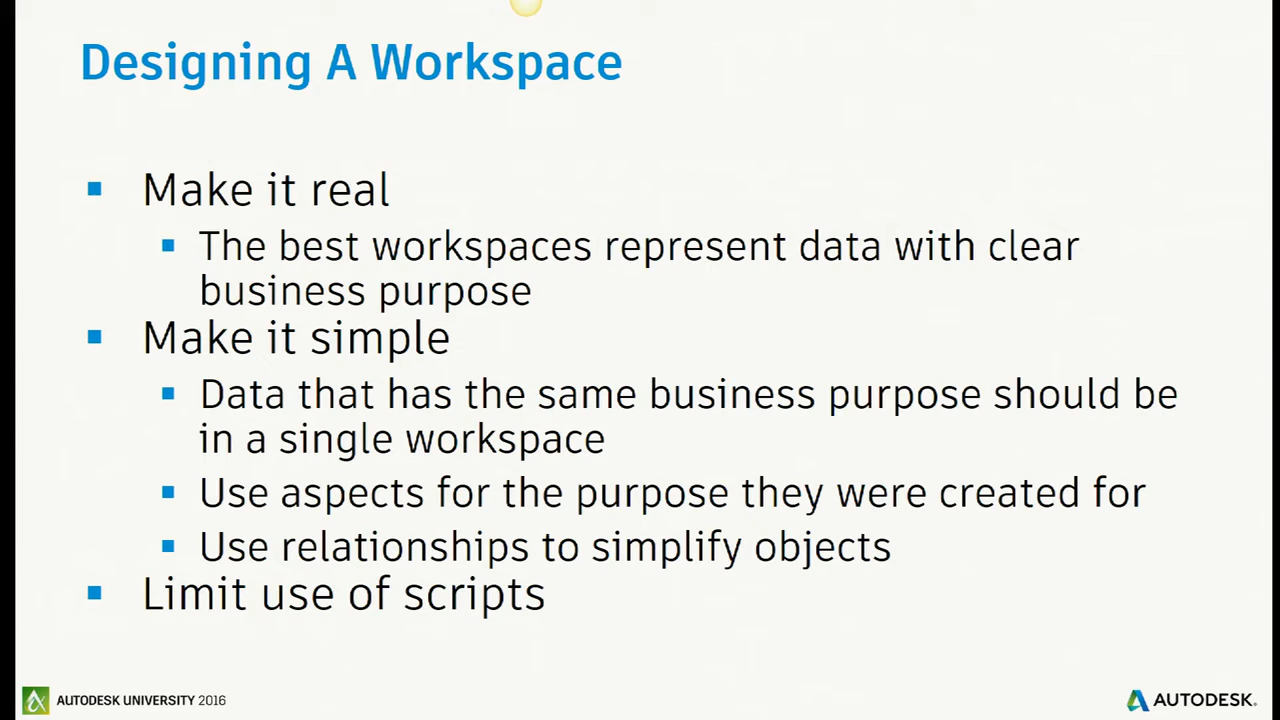 Designing A Workspace
Make it real
The best workspaces represent data with clear
business purpose
Make it simple
Data that has the same business purpose should be
in a single workspace
Use aspects for the purpose they were created for
Use relationships to simplify objects
Limit use of scripts
AUTODESK UNIVERSITY 2016
AUTODESK.